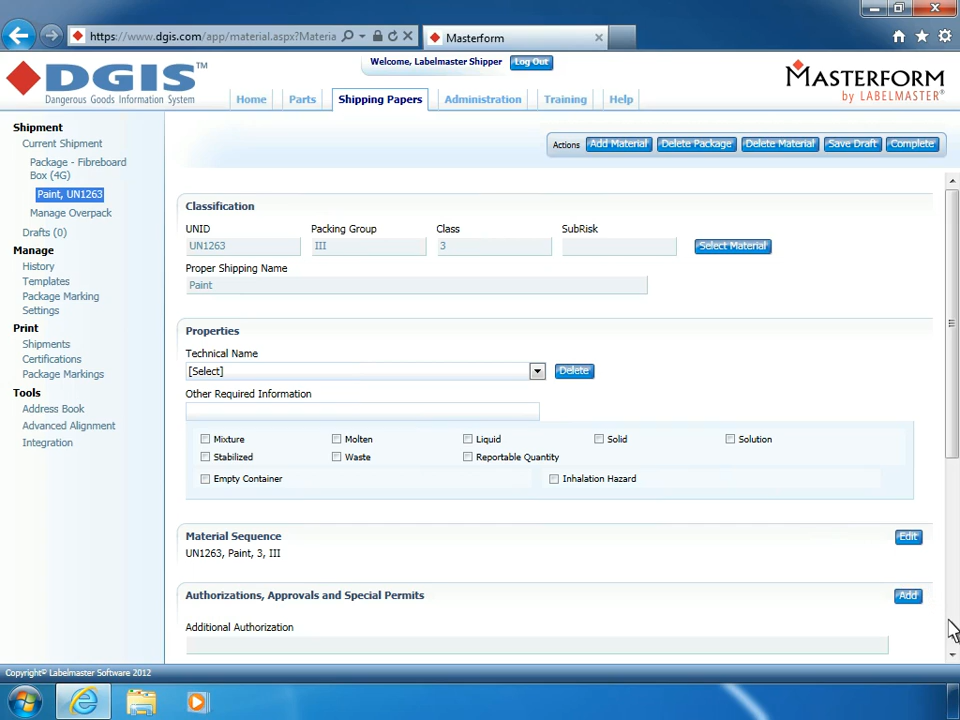 https://www.dgis.com/app/material.aspx?Materia
Masterform
DGIS™
Dangerous Goods Information System
Welcome, Labelmaster Shipper
Log Out
MASTERFORM
by LABELMASTER®
Home
Parts
Shipping Papers
Administration
Training
Help
Shipment
Current Shipment
Package - Fibreboard
Box (4G)
Paint, UN1263
Manage Overpack
Drafts (0)
Manage
History
Templates
Package Marking
Settings
Print
Shipments
Certifications
Package Markings
Tools
Address Book
Advanced Alignment
Integration
Actions
Add Material
Delete Package
Delete Material
Save Draft
Complete
Classification
UNID
Packing Group
Class
SubRisk
UN1263
III
3
Select Material
Proper Shipping Name
Paint
Properties
Technical Name
[Select]
Delete
Other Required Information
Mixture
Molten
Liquid
Solid
Solution
Stabilized
Waste
Reportable Quantity
Empty Container
Inhalation Hazard
Material Sequence
Edit
UN1263, Paint, 3, III
Authorizations, Approvals and Special Permits
Add
Additional Authorization
Copyright© Labelmaster Software 2012